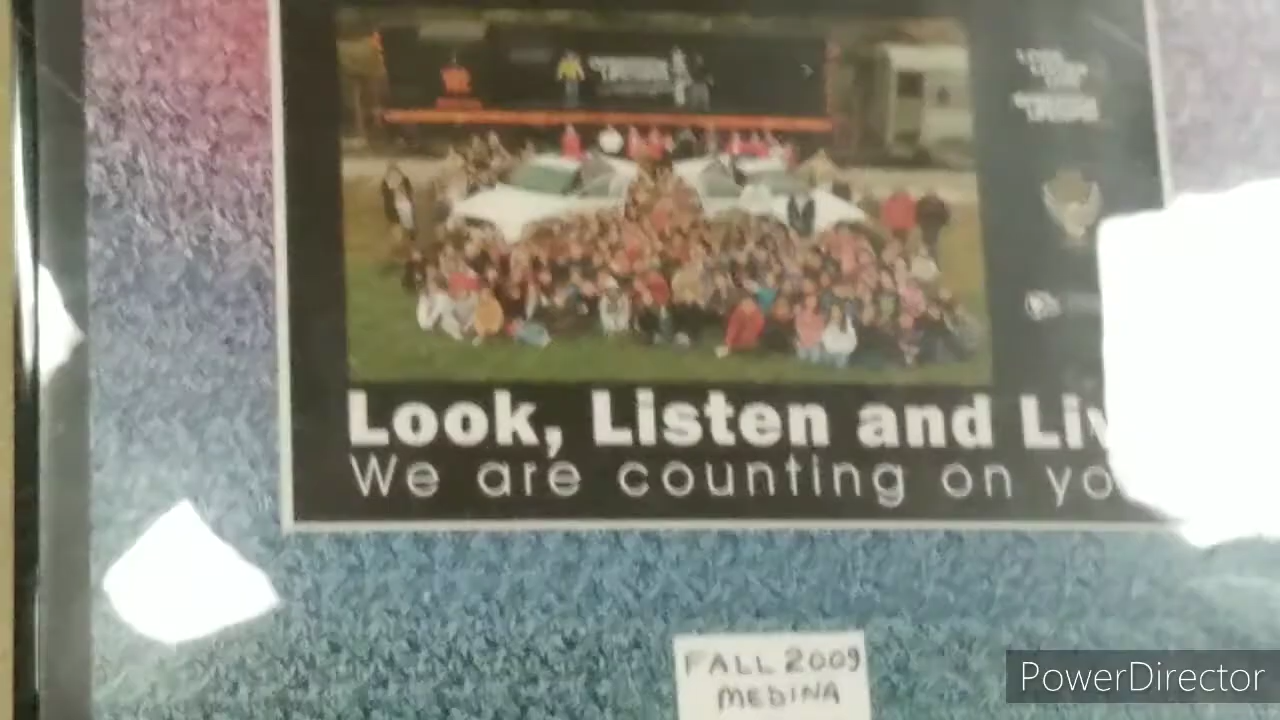 Look, Listen and Liv
We are counting on yo
FALL 2009
MEDINA
PowerDirector